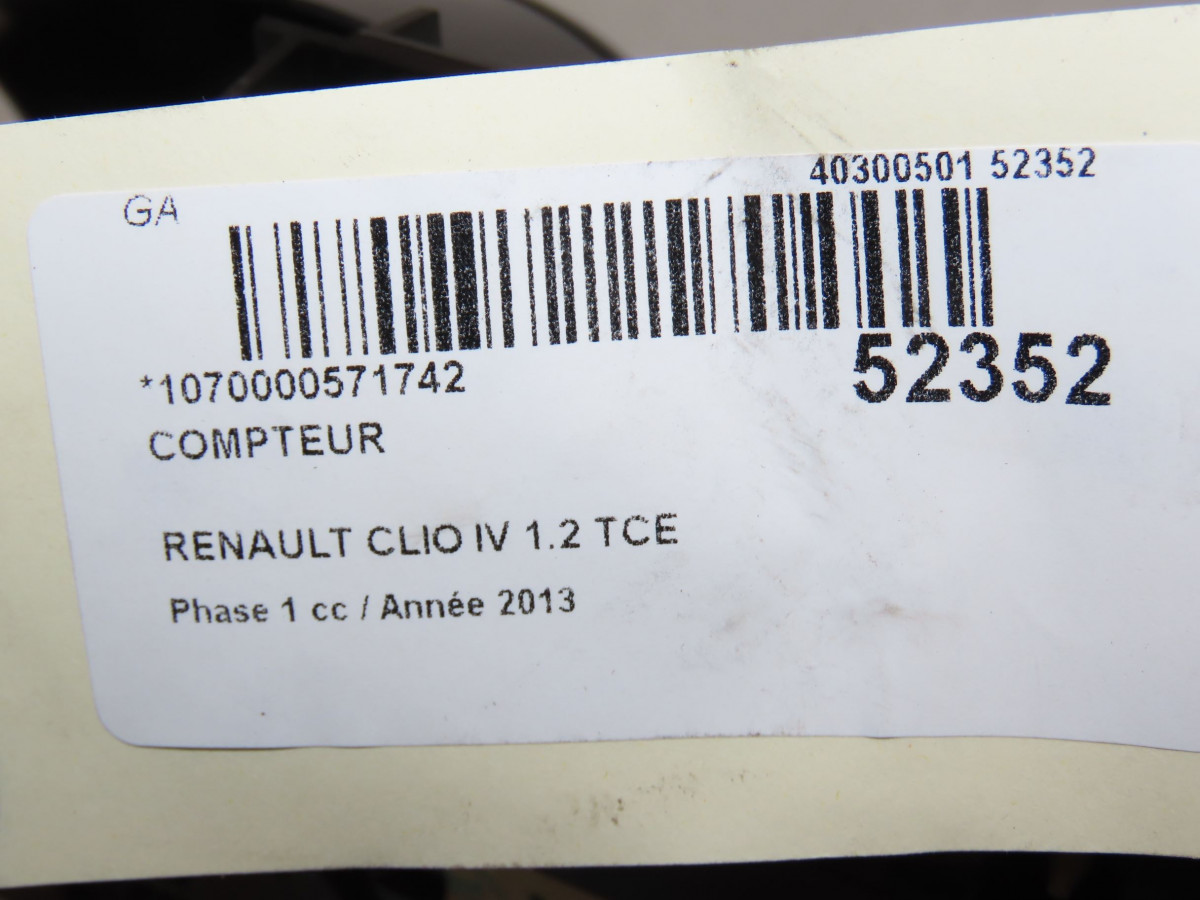 GA
40300501 52352
*1070000571742
52352
COMPTEUR
RENAULT CLIO IV 1.2 TCE
Phase 1 cc / Année 2013